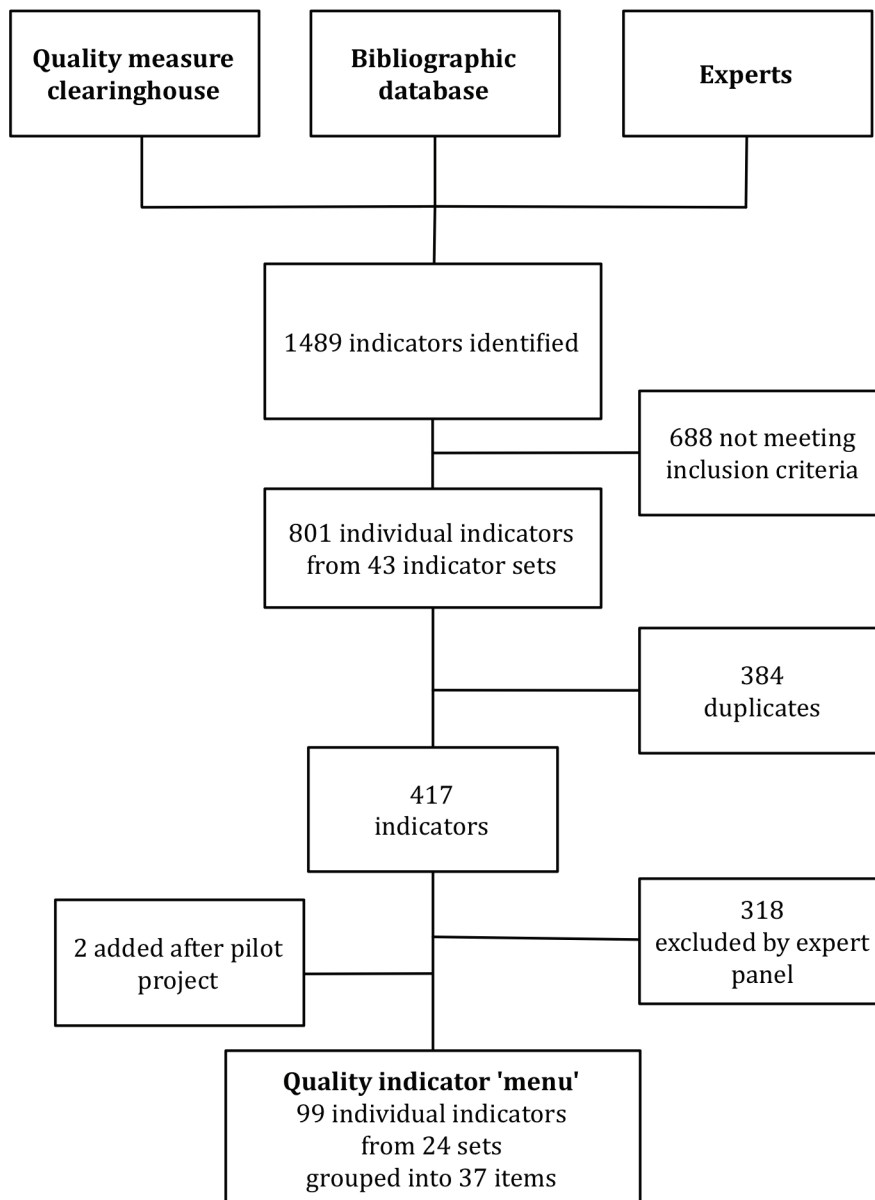 Quality measure
clearinghouse
Bibliographic
database
Experts
1489 indicators identified
688 not meeting
inclusion criteria
801 individual indicators
from 43 indicator sets
384
duplicates
417
indicators
318
excluded by expert
panel
2 added after pilot
project
Quality indicator 'menu'
99 individual indicators
from 24 sets
grouped into 37 items